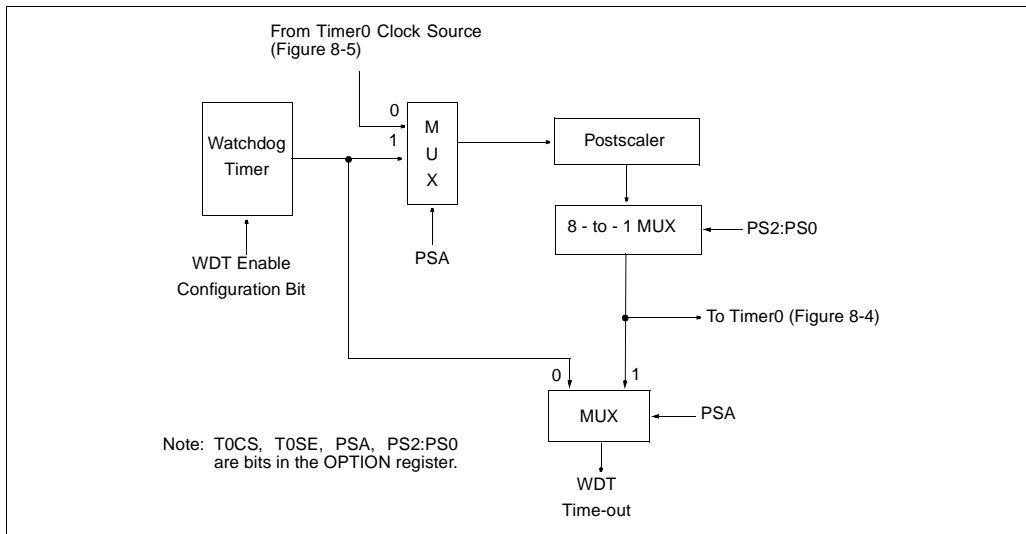 From Timer0 Clock Source
(Figure 8-5)
0
1
M
U
X
Watchdog
Timer
Postscaler
8 - to - 1 MUX
PS2:PS0
PSA
WDT Enable
Configuration Bit
To Timer0 (Figure 8-4)
0
1
MUX
PSA
Note: T0CS, T0SE, PSA, PS2:PS0
are bits in the OPTION register.
WDT
Time-out